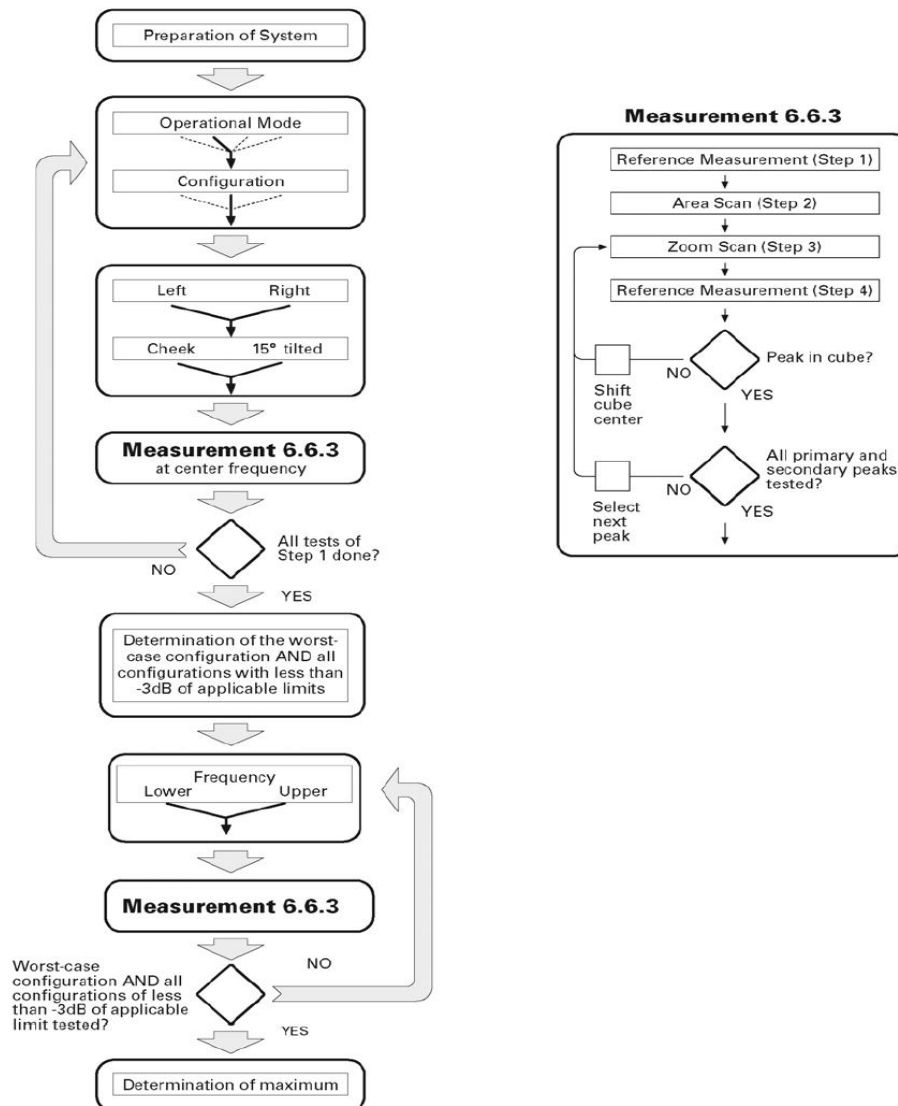 Preparation of System
Operational Mode
Configuration
Left Right
Cheek 15° tilted
Measurement 6.6.3
at center frequency
All tests of
Step 1 done?
NO
YES
Determination of the worst-
case configuration AND all
configurations with less than
-3dB of applicable limits
Frequency
Lower Upper
Measurement 6.6.3
Worst-case
configuration AND all
configurations of less
than -3dB of applicable
limit tested?
NO
YES
Determination of maximum
Measurement 6.6.3
Reference Measurement (Step 1)
Area Scan (Step 2)
Zoom Scan (Step 3)
Reference Measurement (Step 4)
Peak in cube?
NO
YES
Shift
cube
center
All primary and
secondary peaks
tested?
NO
YES
Select
next
peak